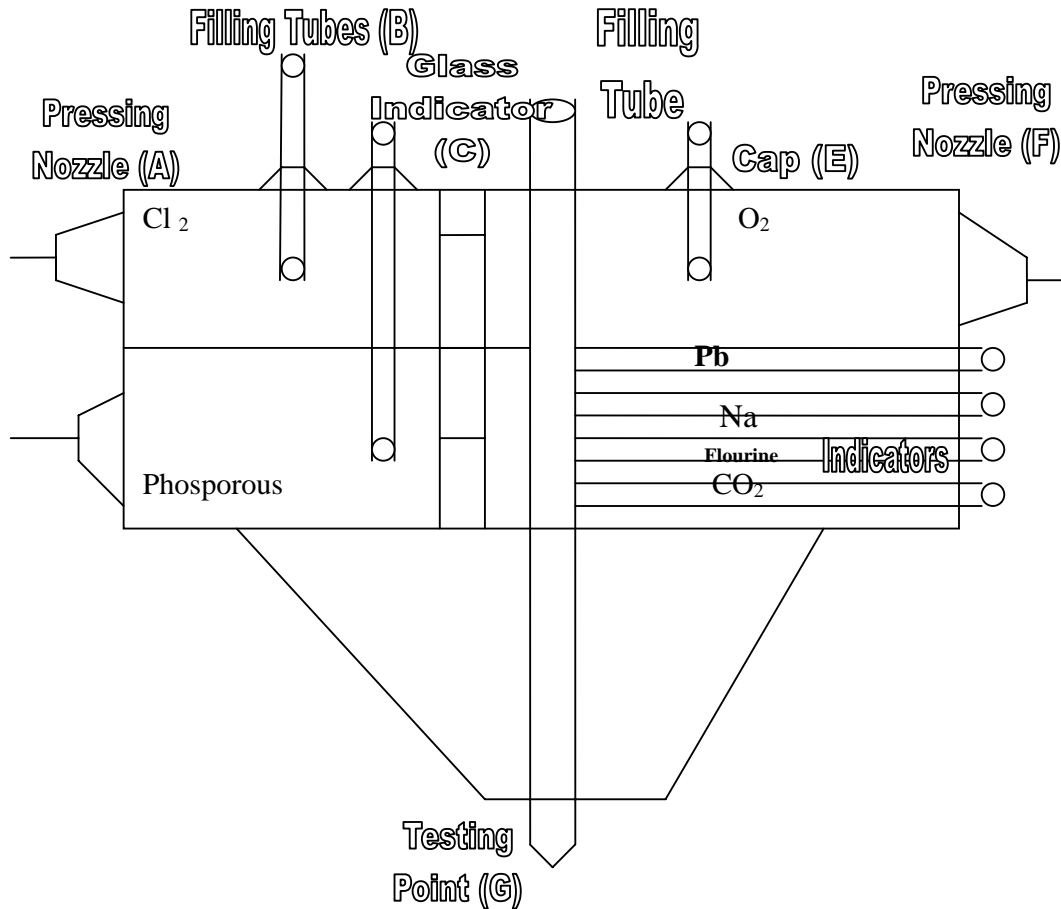 Filling Tubes (B)
Filling
Tube
Glass
Indicator
(C)
Pressing
Nozzle (A)
Cap (E)
Pressing
Nozzle (F)
Cl 2
O2
Pb
Na
Flourine
Indicators
CO2
Phosporous
Testing
Point (G)